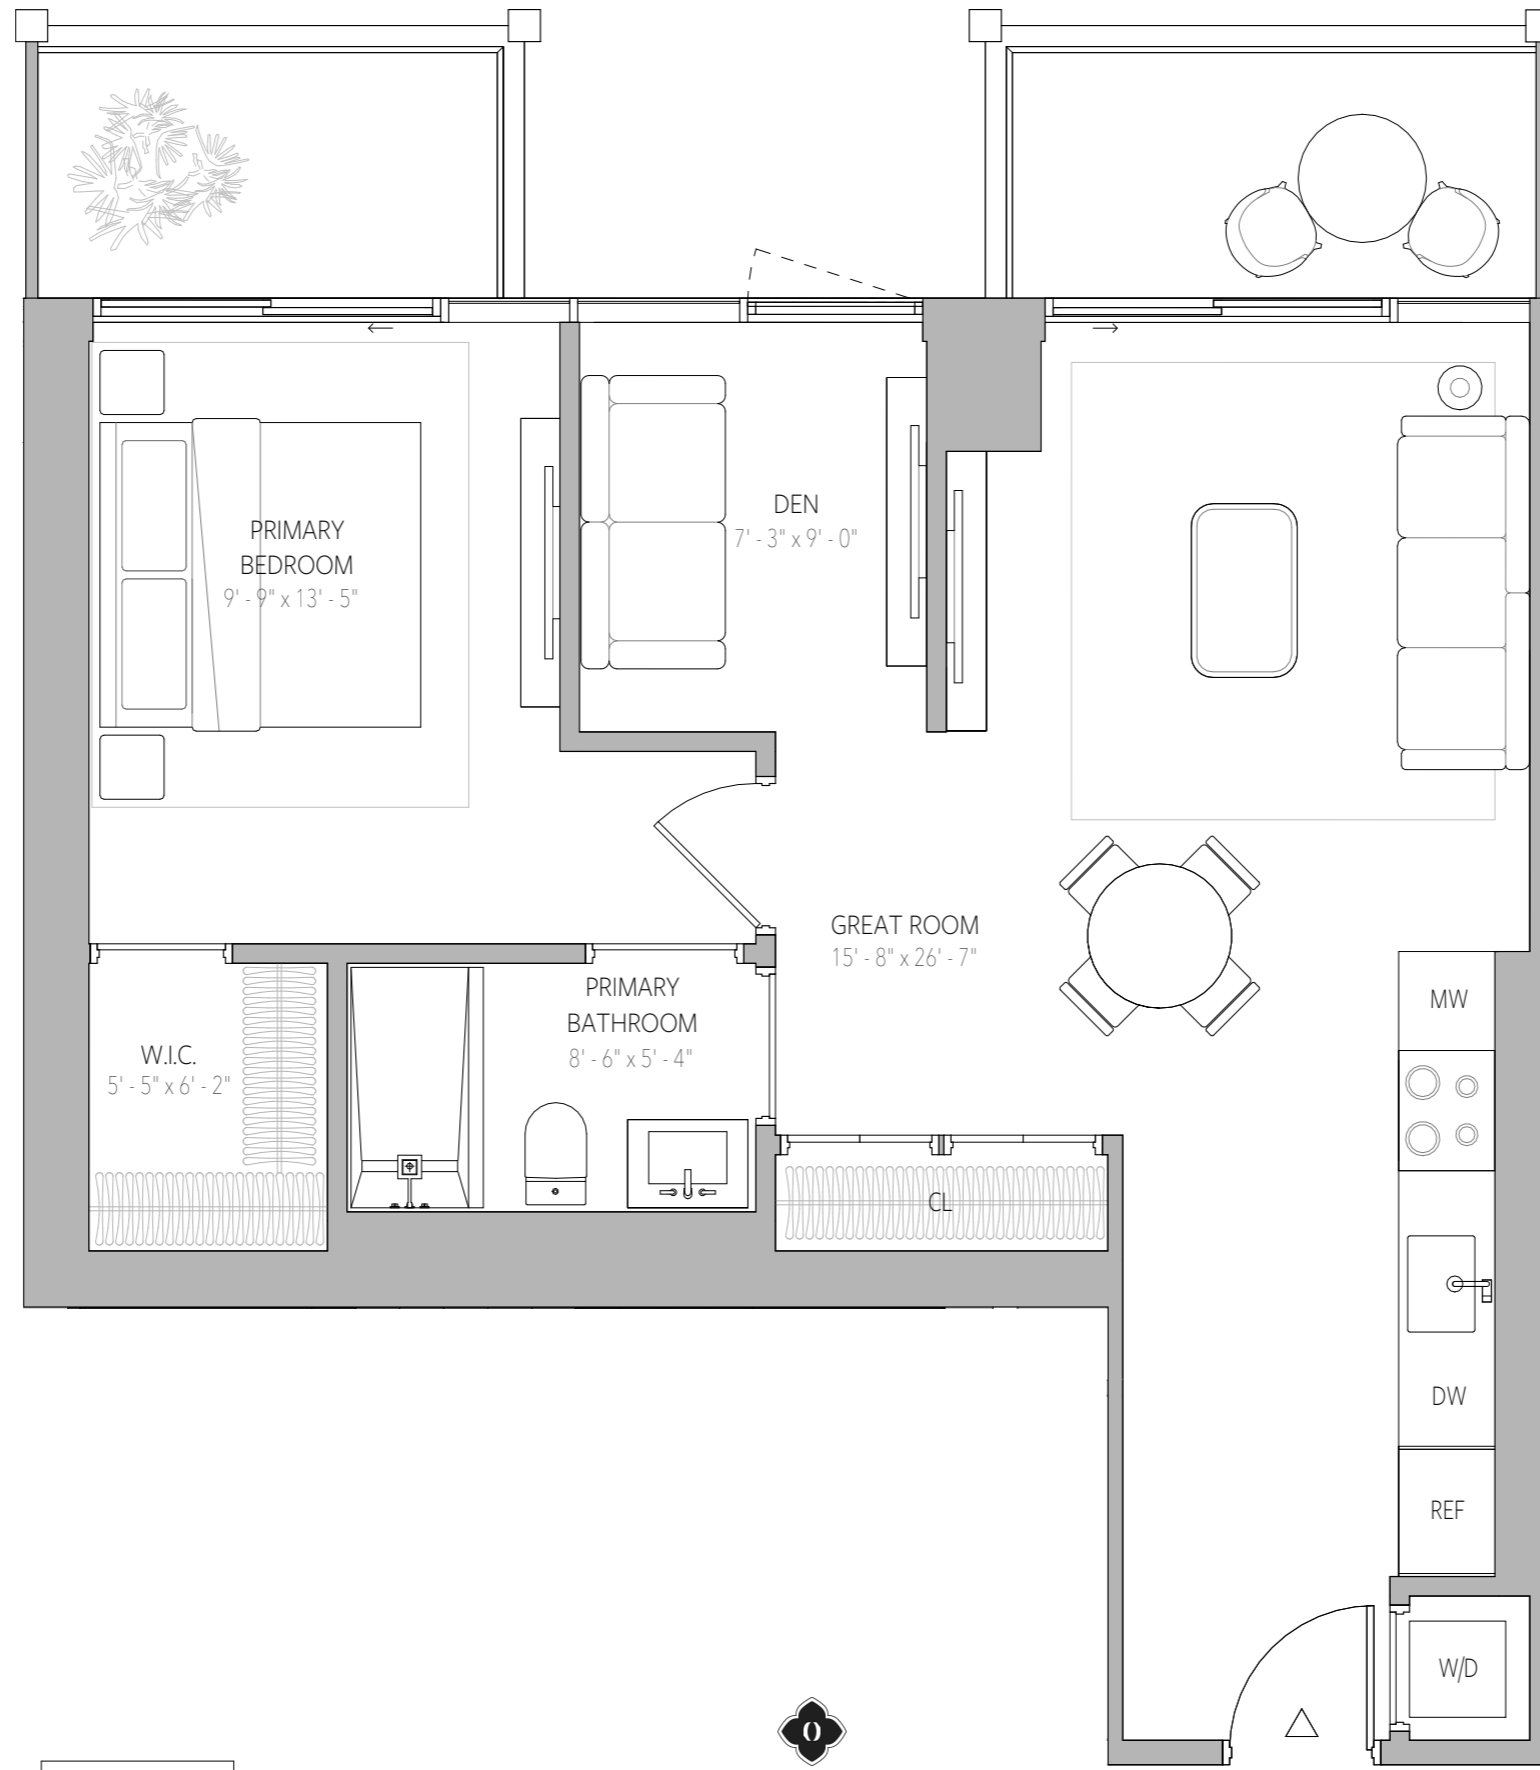 PRIMARY
BEDROOM
9' - 9" x 13' - 5"
DEN
7' - 3" x 9' - 0"
GREAT ROOM
15' - 8" x 26' - 7"
PRIMARY
BATHROOM
8' - 6" x 5' - 4"
W.I.C.
5' - 5" x 6' - 2"
CL
MW
DW
REF
W/D
O